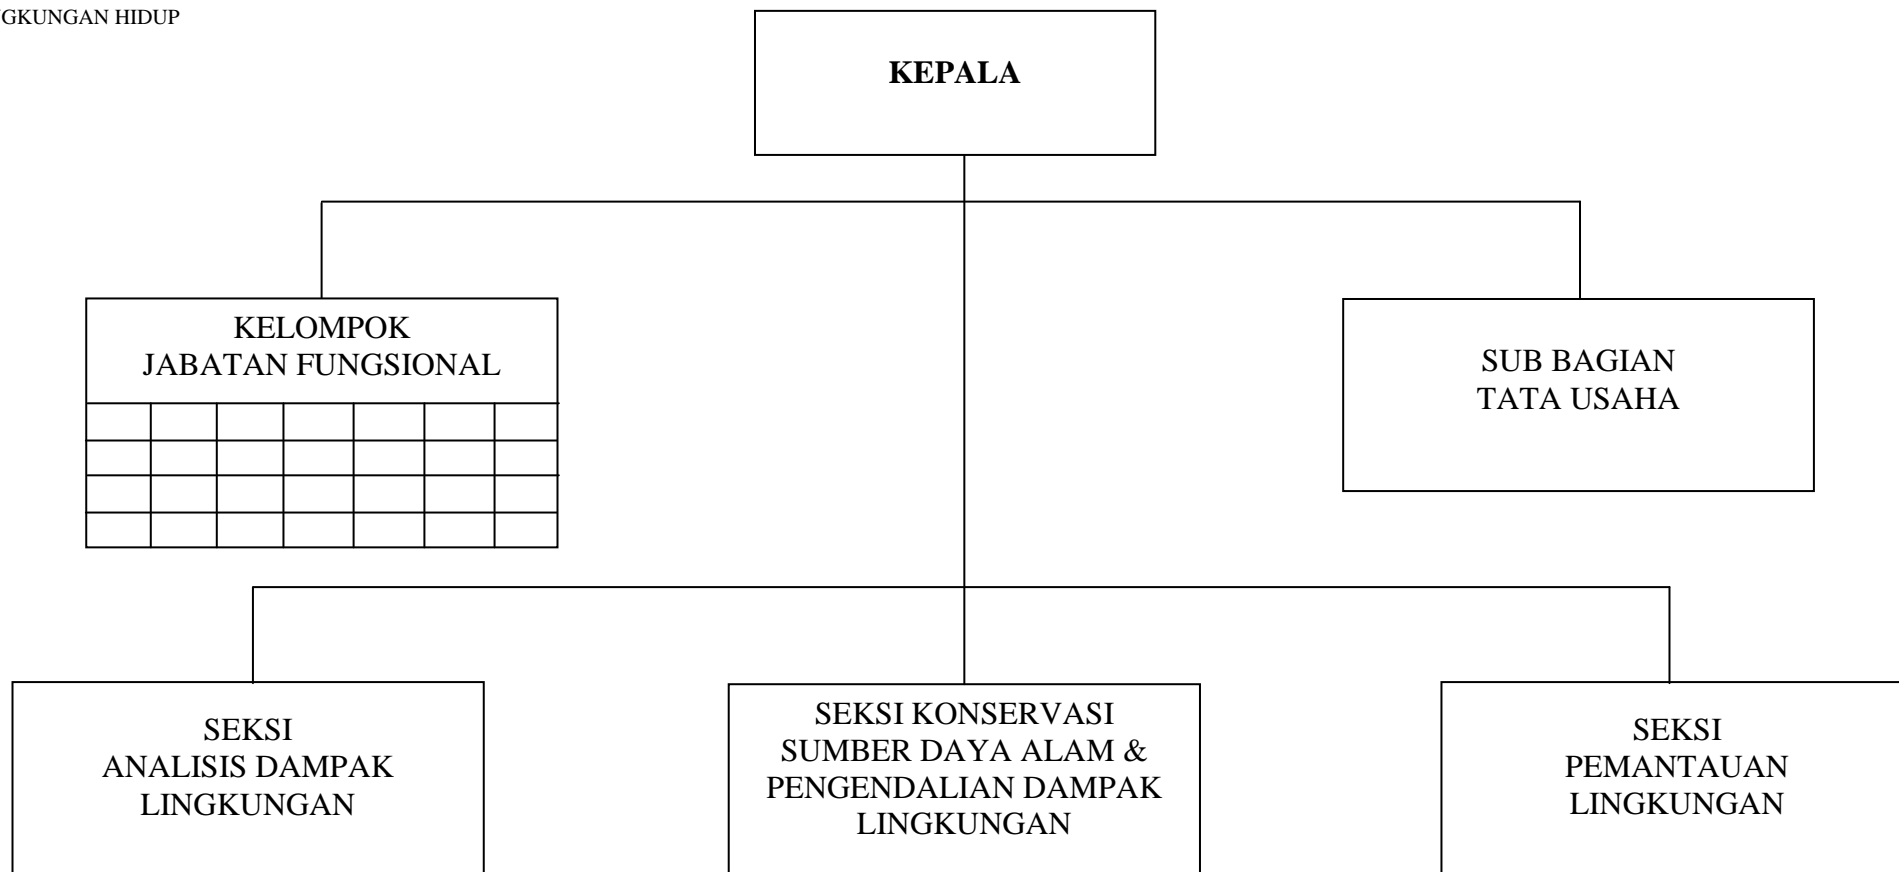 HIDUP
KEPALA
KELOMPOK
JABATAN FUNGSIONAL
SUB BAGIAN
TATA USAHA
SEKSI
ANALISIS DAMPAK
LINGKUNGAN
SEKSI KONSERVASI
SUMBER DAYA ALAM &
PENGENDALIAN DAMPAK
LINGKUNGAN
SEKSI
PEMANTAUAN
LINGKUNGAN